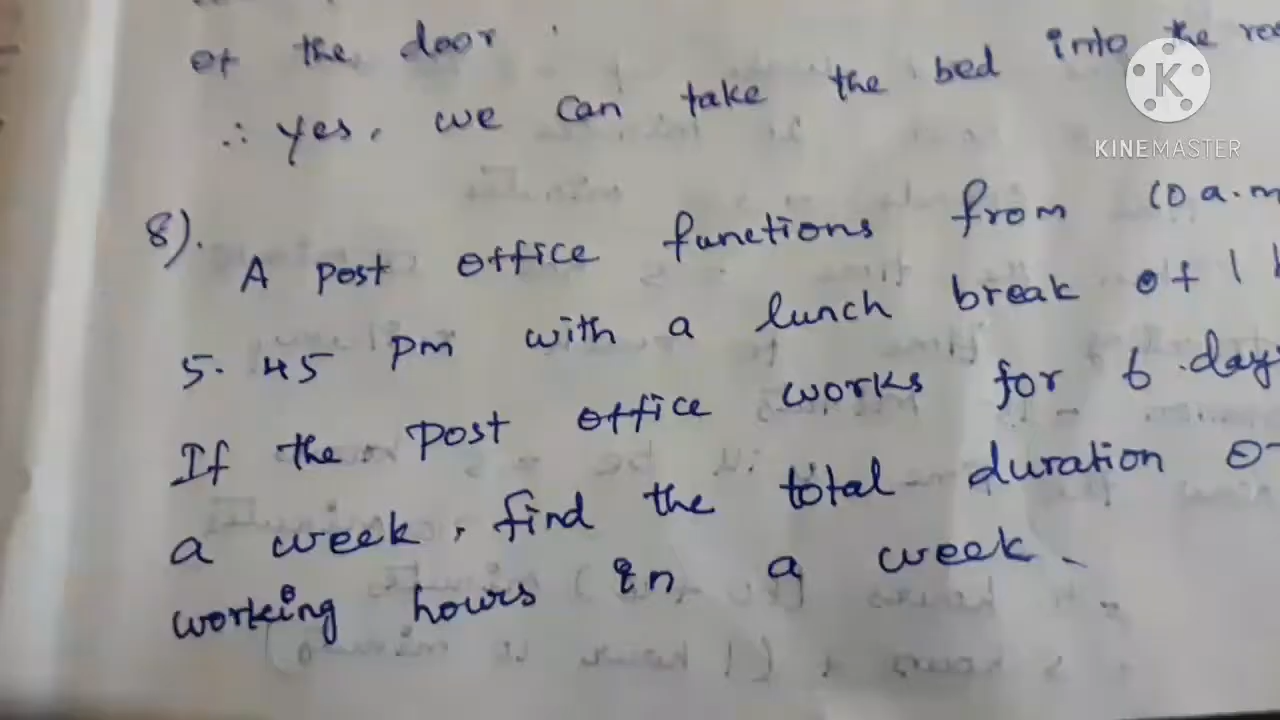 of the door.
∴ yes, we can take the bed into the
KINEMASTER
8). A post office functions from 10 a.m
5.45 pm with a lunch break of 1
If the post office works for 6 days
a week, find the total duration of
working hours in a week.